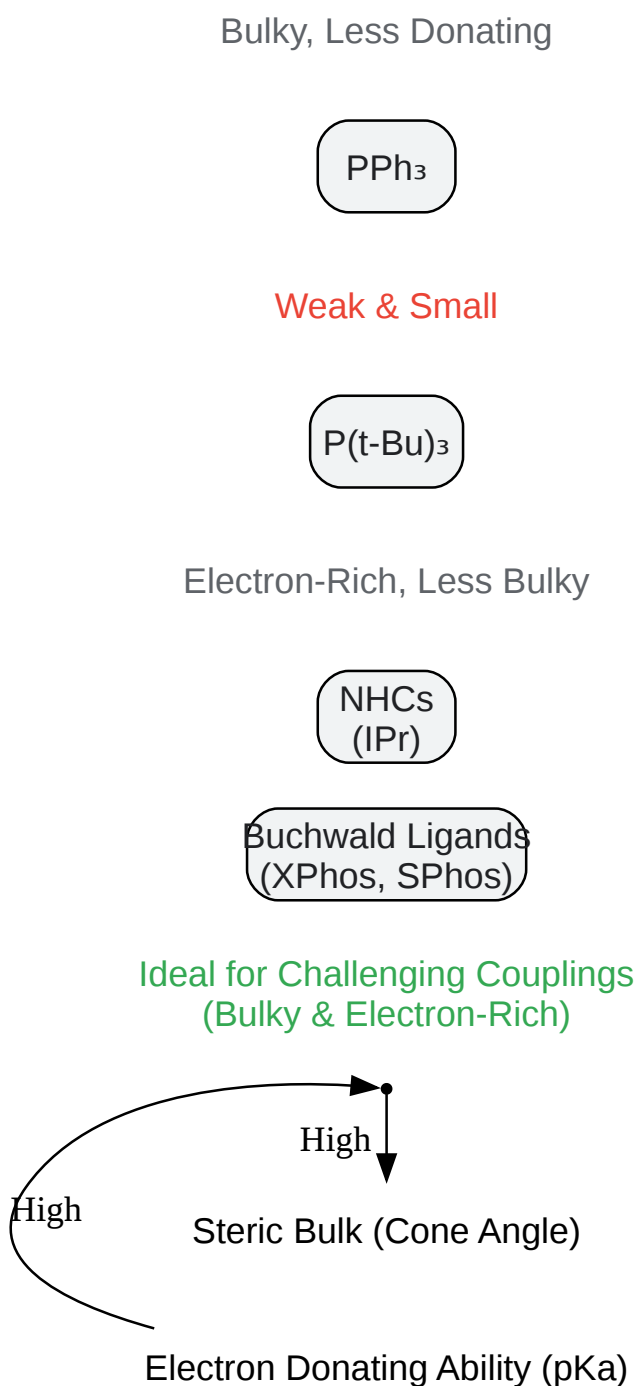 Bulky, Less Donating
PPh₃
Weak & Small
P(t-Bu)₃
Electron-Rich, Less Bulky
NHCs
(IPr)
Buchwald Ligands
(XPhos, SPhos)
Ideal for Challenging Couplings
(Bulky & Electron-Rich)
High
High
Steric Bulk (Cone Angle)
Electron Donating Ability (pKa)